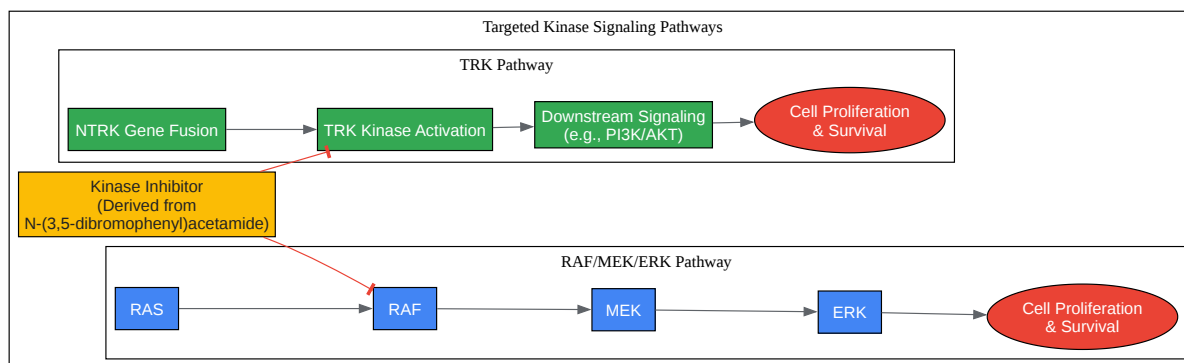 Targeted Kinase Signaling Pathways
TRK Pathway
NTRK Gene Fusion
TRK Kinase Activation
Downstream Signaling
(e.g., PI3K/AKT)
Cell Proliferation
& Survival
Kinase Inhibitor
(Derived from
N-(3,5-dibromophenyl)acetamide)
RAF/MEK/ERK Pathway
RAS
RAF
MEK
ERK
Cell Proliferation
& Survival